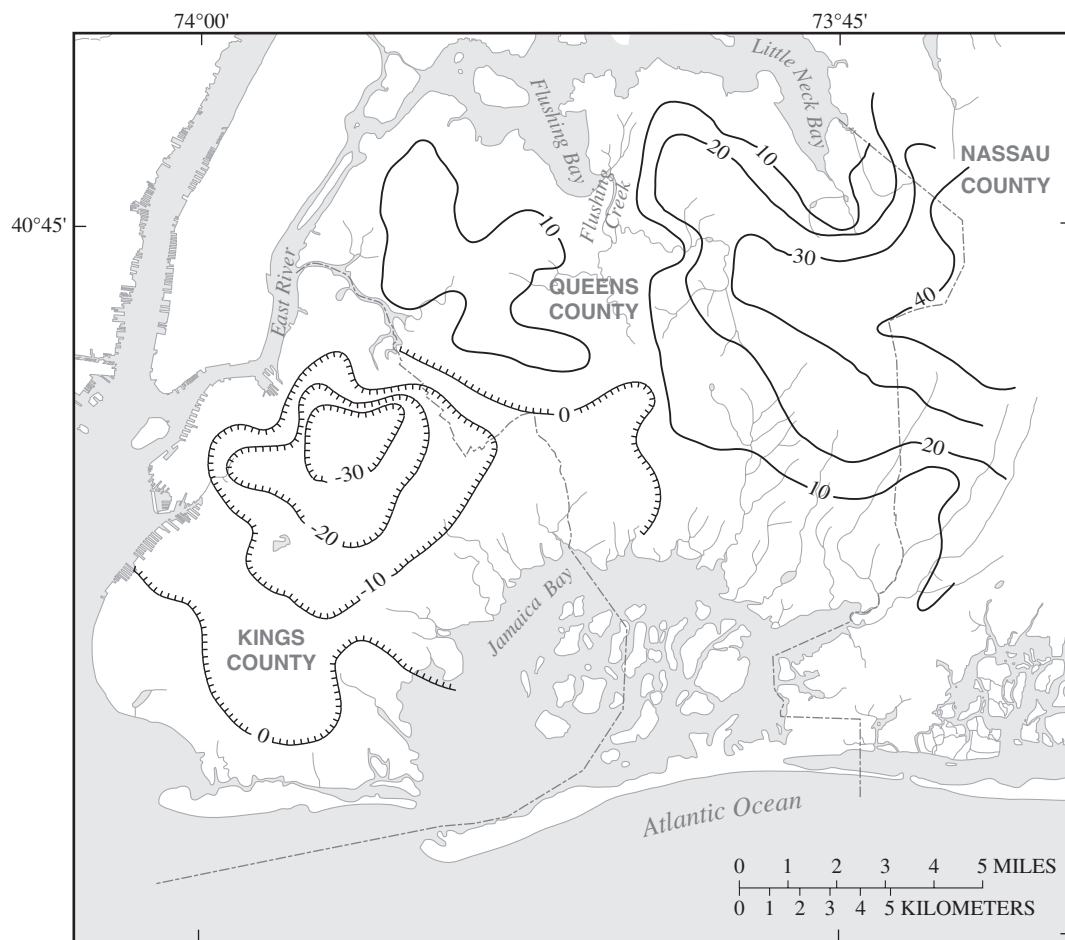 74°00'
73°45'
Little Neck Bay
Flushing Bay
Flushing
Creek
NASSAU
COUNTY
10
20
10
40°45'
East River
QUEENS
COUNTY
30
40
0
-30
20
10
-20
-10
Jamaica Bay
KINGS
COUNTY
0
Atlantic Ocean
0 1 2 3 4 5 MILES
0 1 2 3 4 5 KILOMETERS